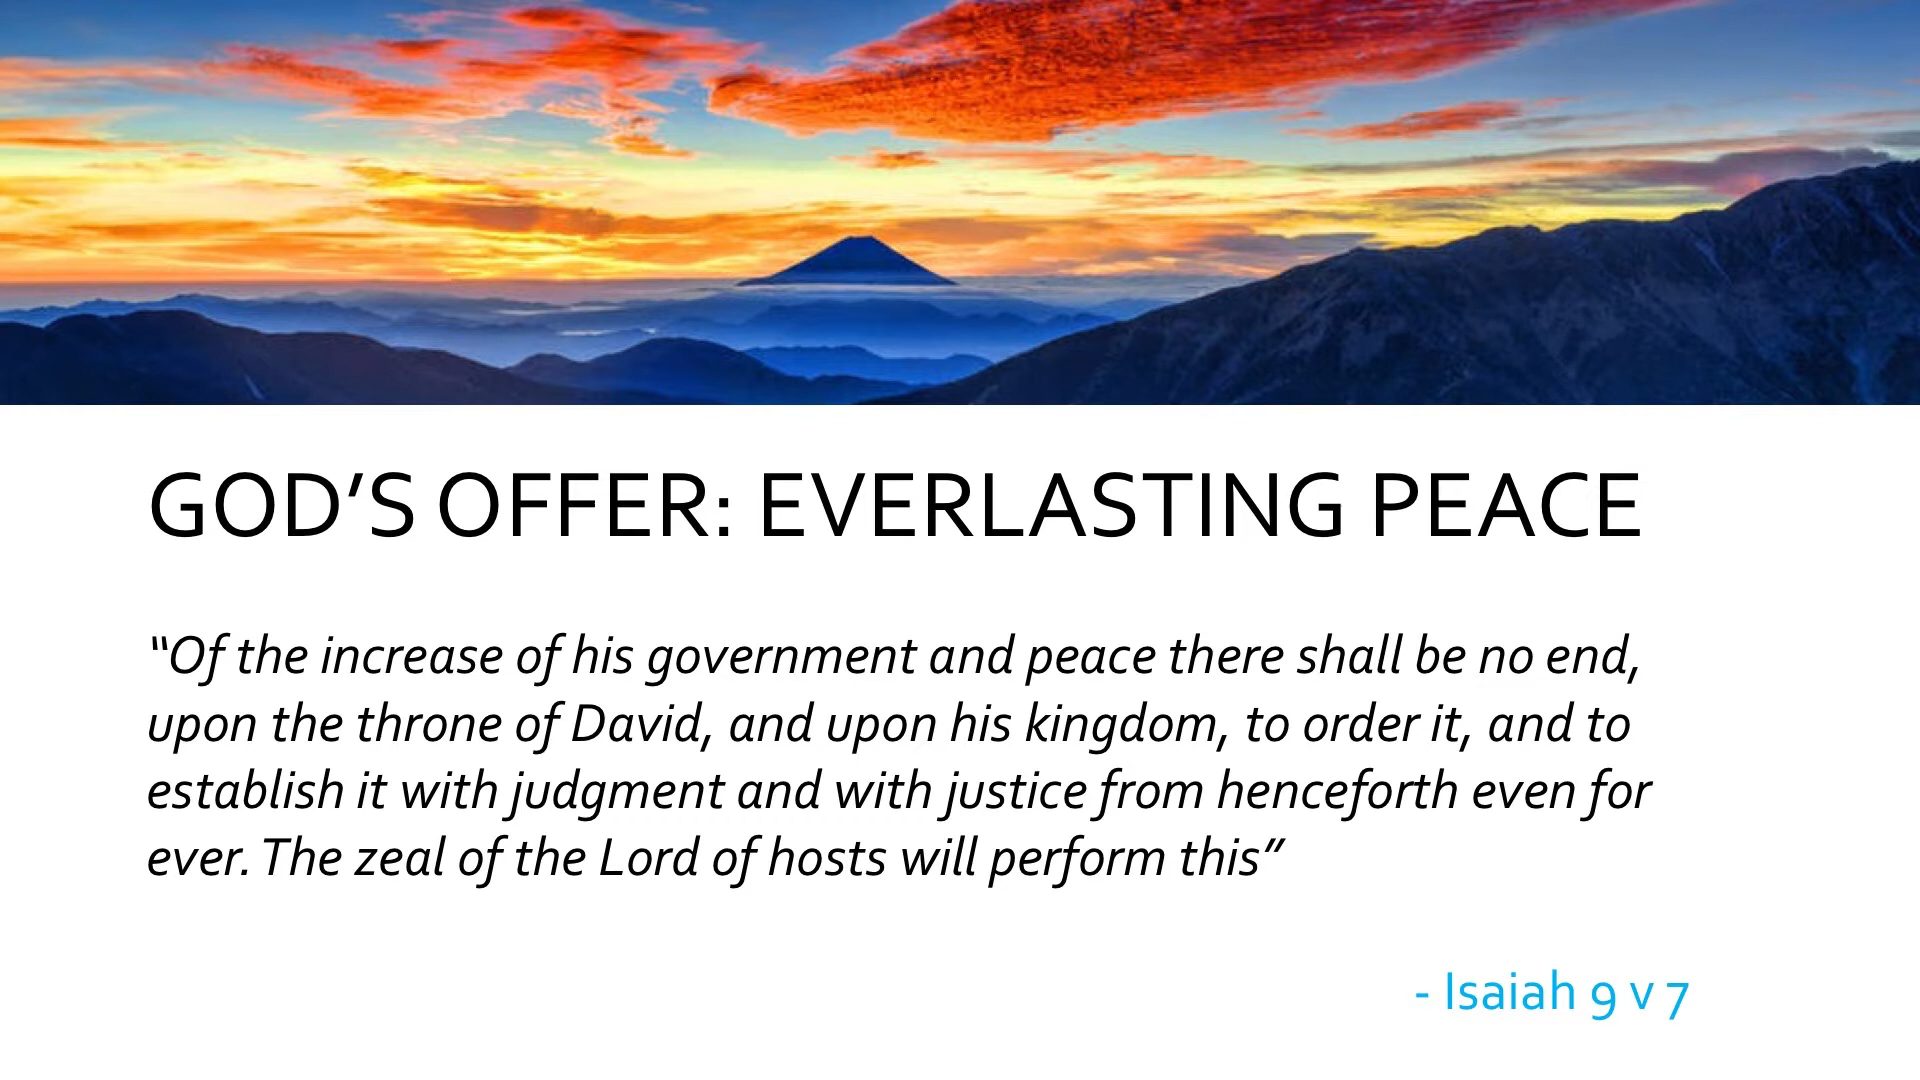 GOD’S OFFER: EVERLASTING PEACE
“Of the increase of his government and peace there shall be no end,
upon the throne of David, and upon his kingdom, to order it, and to
establish it with judgment and with justice from henceforth even for
ever. The zeal of the Lord of hosts will perform this”
- Isaiah 9 v 7